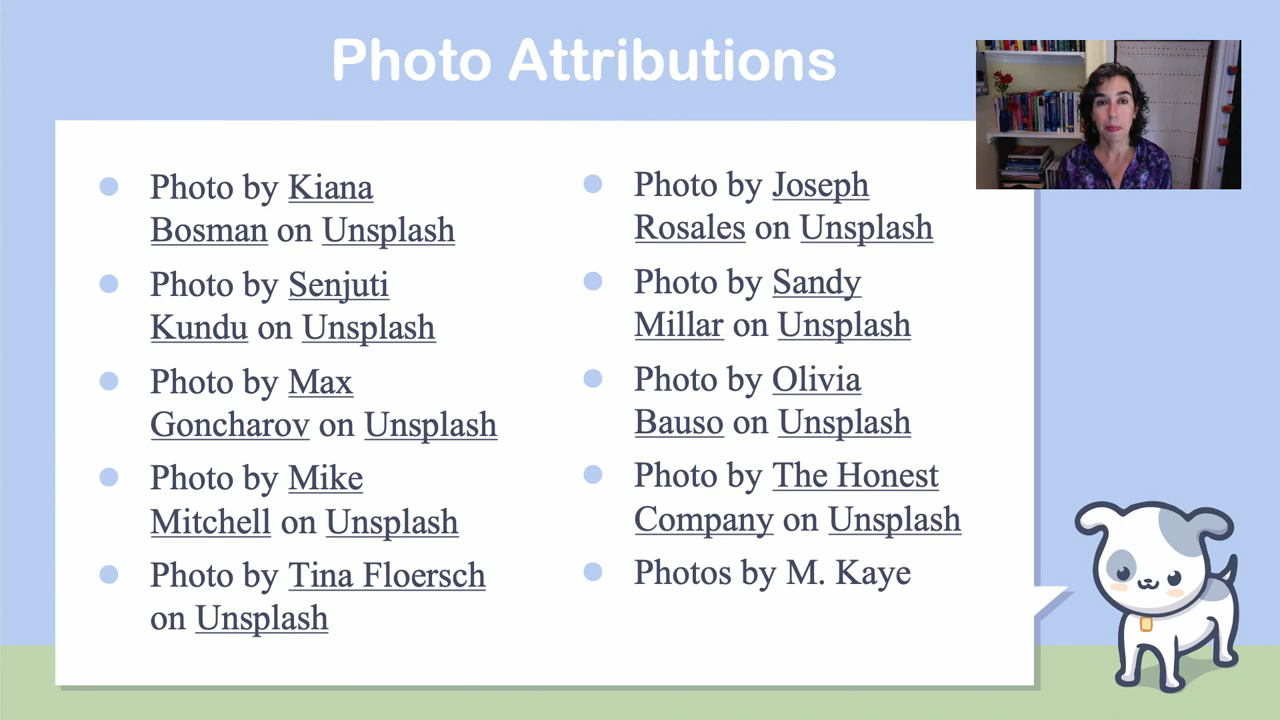 Photo Attributions
Photo by Kiana
Bosman on Unsplash
Photo by Senjuti
Kundu on Unsplash
Photo by Max
Goncharov on Unsplash
Photo by Mike
Mitchell on Unsplash
Photo by Tina Floersch
on Unsplash
Photo by Joseph
Rosales on Unsplash
Photo by Sandy
Millar on Unsplash
Photo by Olivia
Bauso on Unsplash
Photo by The Honest
Company on Unsplash
Photos by M. Kaye